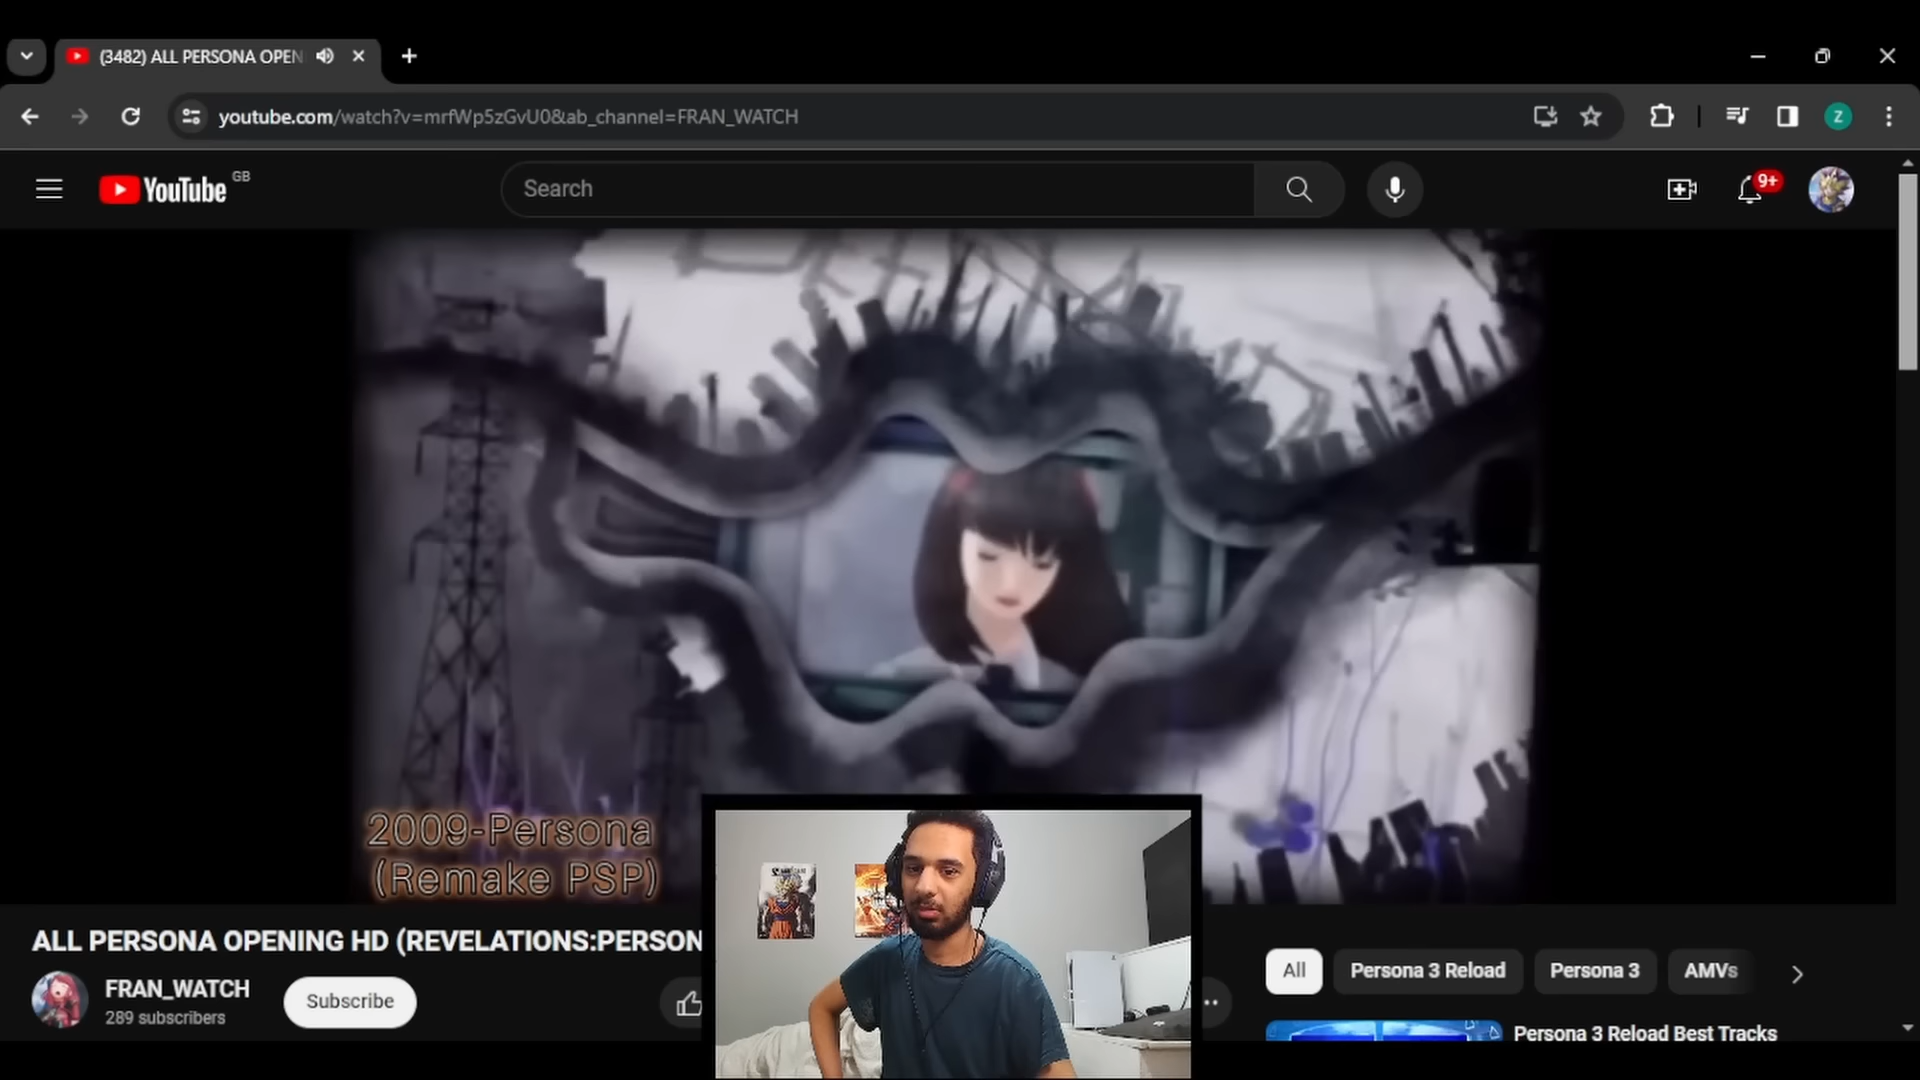 (3482) ALL PERSONA OPEN
youtube.com/watch?v=mrfWp5zGvU0&ab_channel=FRAN_WATCH
Z
YouTube GB
Search
9+
2009-Persona
(Remake PSP)
ALL PERSONA OPENING HD (REVELATIONS:PERSON
FRAN_WATCH
289 subscribers
Subscribe
All
Persona 3 Reload
Persona 3
AMVs
Persona 3 Reload Best Tracks